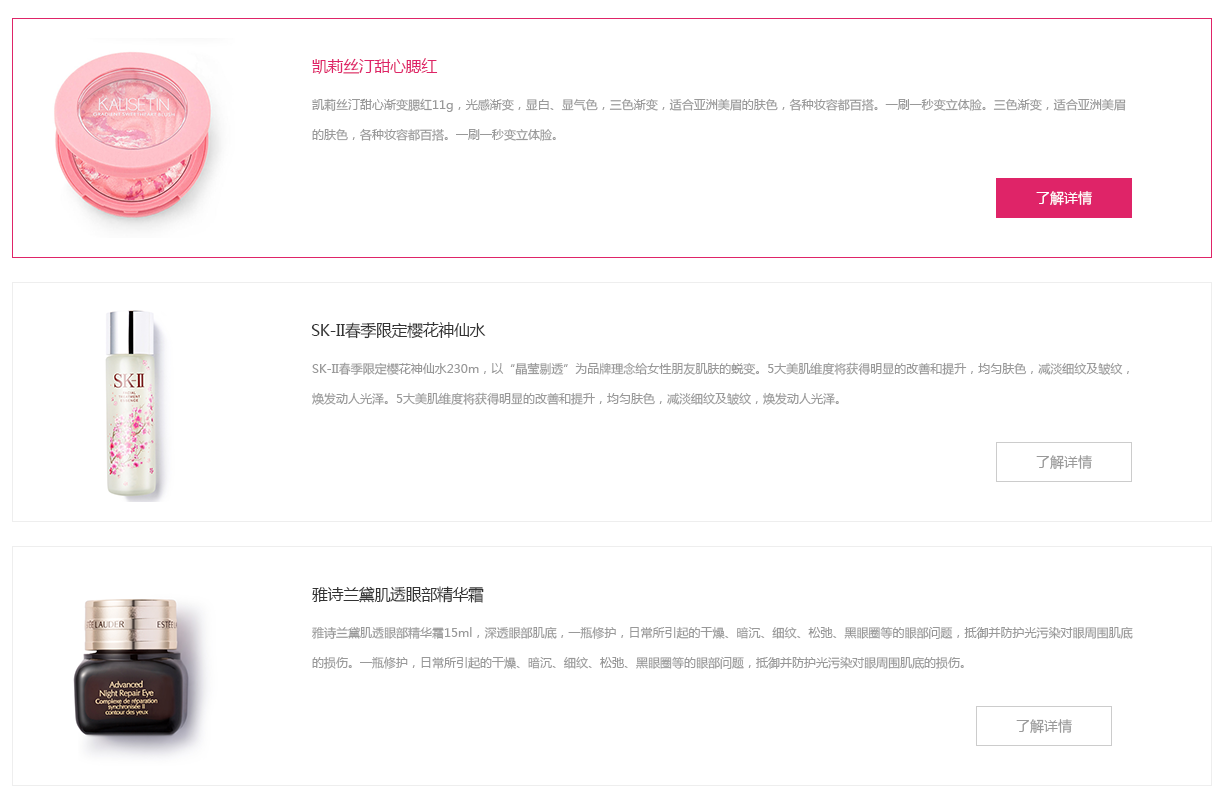 凯莉丝汀甜心腮红
KALISETIN
凯莉丝汀甜心渐变腮红11g，光感渐变，显白、显气色，三色渐变，适合亚洲美眉的肤色，各种妆容都百搭。一刷一秒变立体脸。三色渐变，适合亚洲美眉
的肤色，各种妆容都百搭。一刷一秒变立体脸。
了解详情
SK-II春季限定樱花神仙水
SK-II春季限定樱花神仙水230m，以“晶莹剔透”为品牌理念给女性朋友肌肤的蜕变。5大美肌维度将获得明显的改善和提升，均匀肤色，减淡细纹及皱纹，
焕发动人光泽。5大美肌维度将获得明显的改善和提升，均匀肤色，减淡细纹及皱纹，焕发动人光泽。
SK-II
FACIAL
TREATMENT
ESSENCE
了解详情
雅诗兰黛肌透眼部精华霜
雅诗兰黛肌透眼部精华霜15ml，深透眼部肌底，一瓶修护，日常所引起的干燥、暗沉、细纹、松弛、黑眼圈等的眼部问题，抵御并防护光污染对眼周围肌底
的损伤。一瓶修护，日常所引起的干燥、暗沉、细纹、松弛、黑眼圈等的眼部问题，抵御并防护光污染对眼周围肌底的损伤。
LAUDER ESTÉE
Advanced
Night Repair Eye
Complexe de réparation
synchronisée II
contour des yeux
了解详情